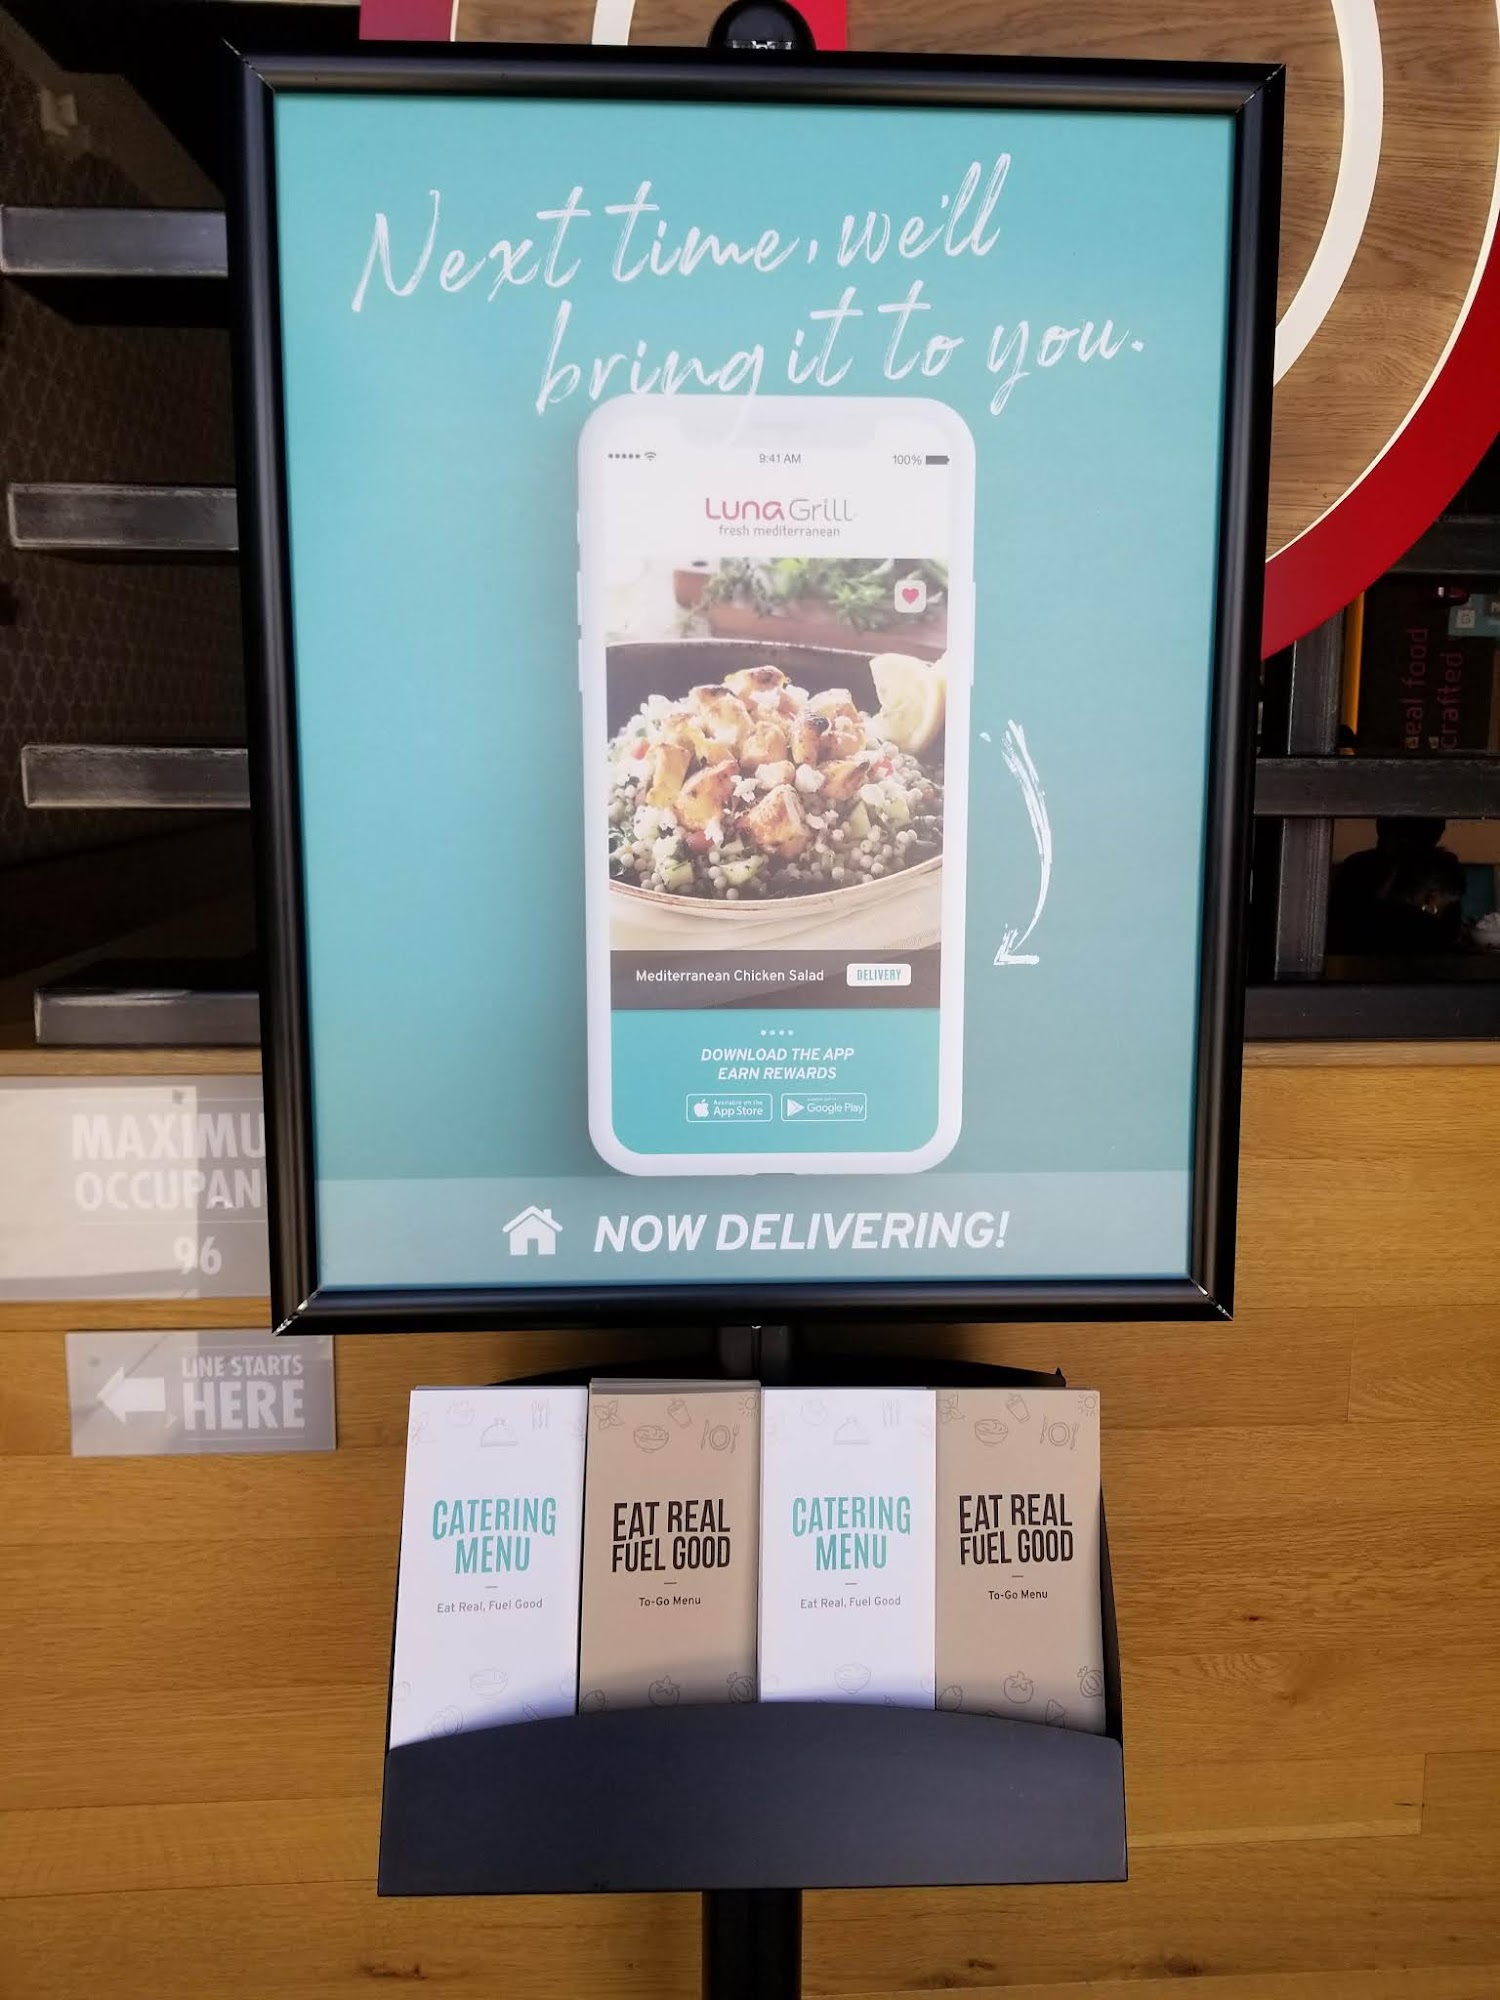 Next time, we'll
bring it to you.
9:41 AM
100%
Luna Grill
fresh mediterranean
Mediterranean Chicken Salad
DELIVERY
DOWNLOAD THE APP
EARN REWARDS
Available on the
App Store
Google Play
NOW DELIVERING!
eal food
crafted
MAXIMU
OCCUPAN
96
LINE STARTS
HERE
CATERING
MENU
Eat Real, Fuel Good
EAT REAL
FUEL GOOD
To-Go Menu
CATERING
MENU
Eat Real, Fuel Good
EAT REAL
FUEL GOOD
To-Go Menu